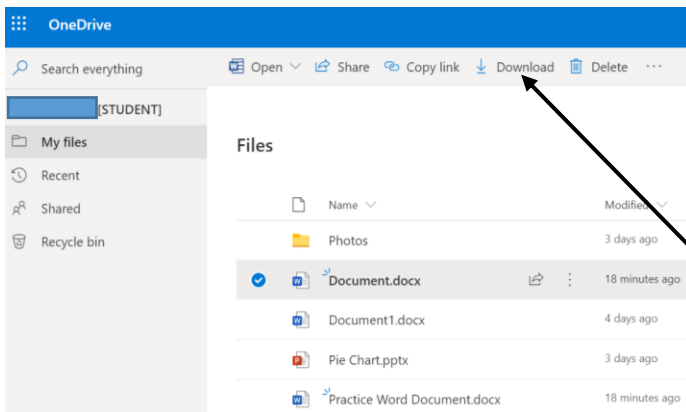 OneDrive
Search everything
Open Share Copy link Download Delete ...
[STUDENT]
My files
Recent
Shared
Recycle bin
Files
Name Modified
Photos 3 days ago
Document.docx 18 minutes ago
Document1.docx 4 days ago
Pie Chart.pptx 3 days ago
Practice Word Document.docx 18 minutes ago